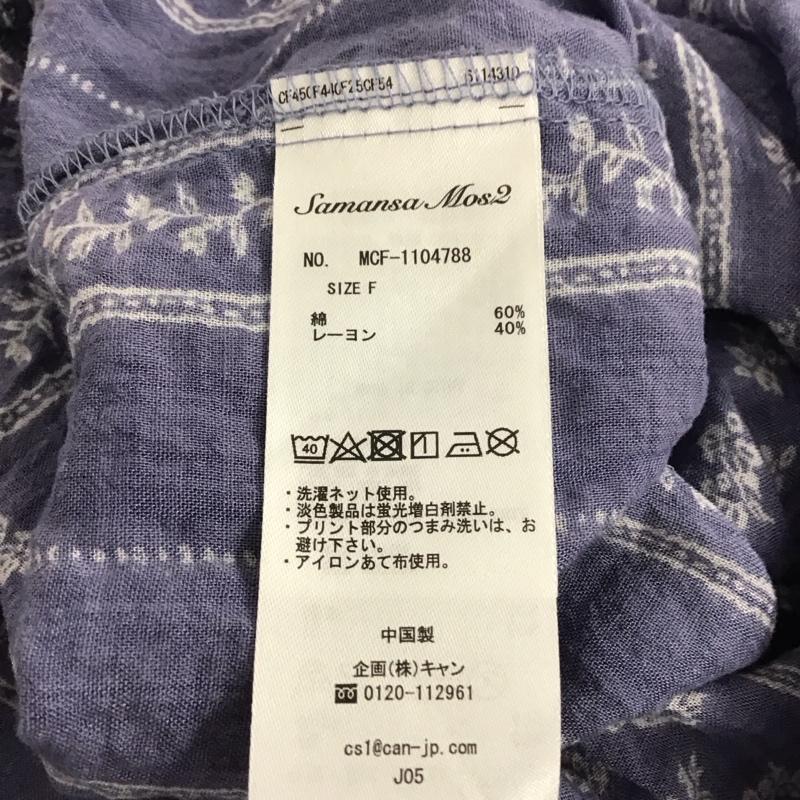 Samansa Mos2
NO. MCF-1104788
SIZE F
綿 60%
レーヨン 40%
40
・洗濯ネット使用。
・淡色製品は蛍光増白剤禁止。
・プリント部分のつまみ洗いは、お
避け下さい。
・アイロンあて布使用。
中国製
企画(株)キャン
0120-112961
cs1@can-jp.com
J05